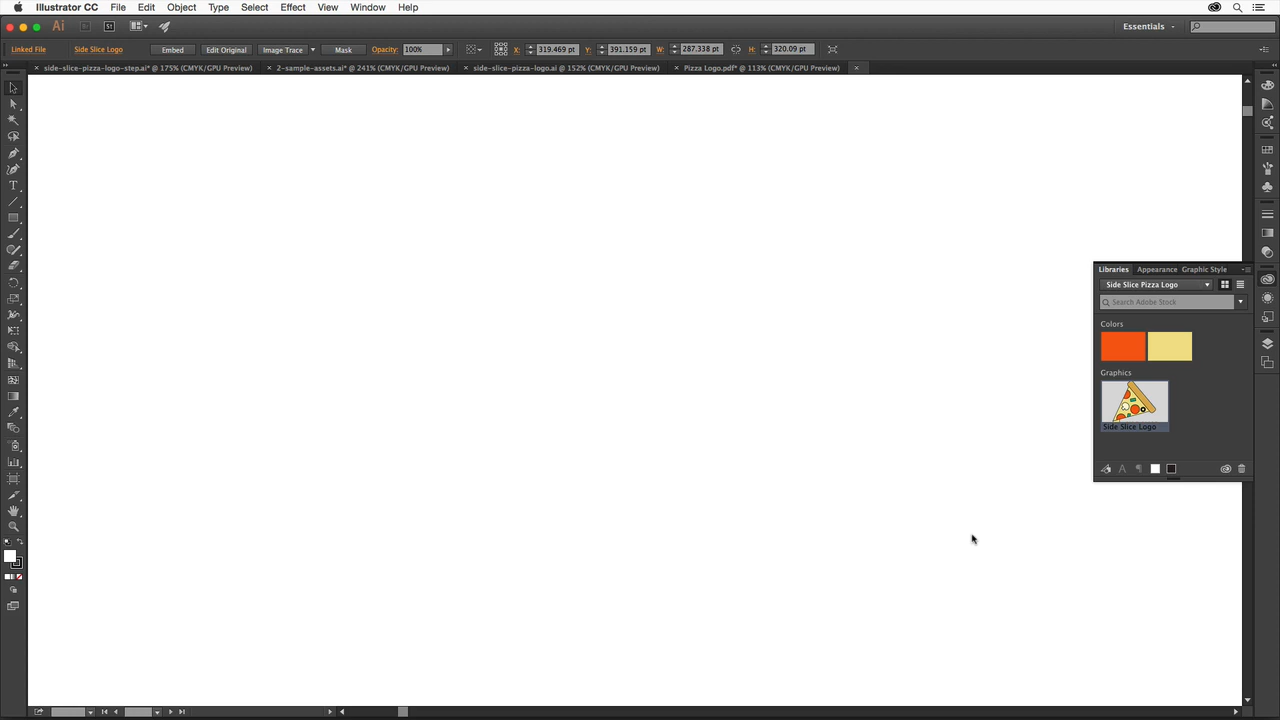 Illustrator CC File Edit Object Type Select Effect View Window Help
Ai Br St Essentials
Linked File Side Slice Logo Embed Edit Original Image Trace Mask Opacity: 100% X: 319.469 pt Y: 391.159 pt W: 287.338 pt H: 320.09 pt
side-slice-pizza-logo-step.ai* @ 175% (CMYK/GPU Preview) 2-sample-assets.ai* @ 241% (CMYK/GPU Preview) side-slice-pizza-logo.ai @ 152% (CMYK/GPU Preview) Pizza Logo.pdf* @ 113% (CMYK/GPU Preview)
Libraries Appearance Graphic Style
Side Slice Pizza Logo
Search Adobe Stock
Colors
Graphics
Side Slice Logo